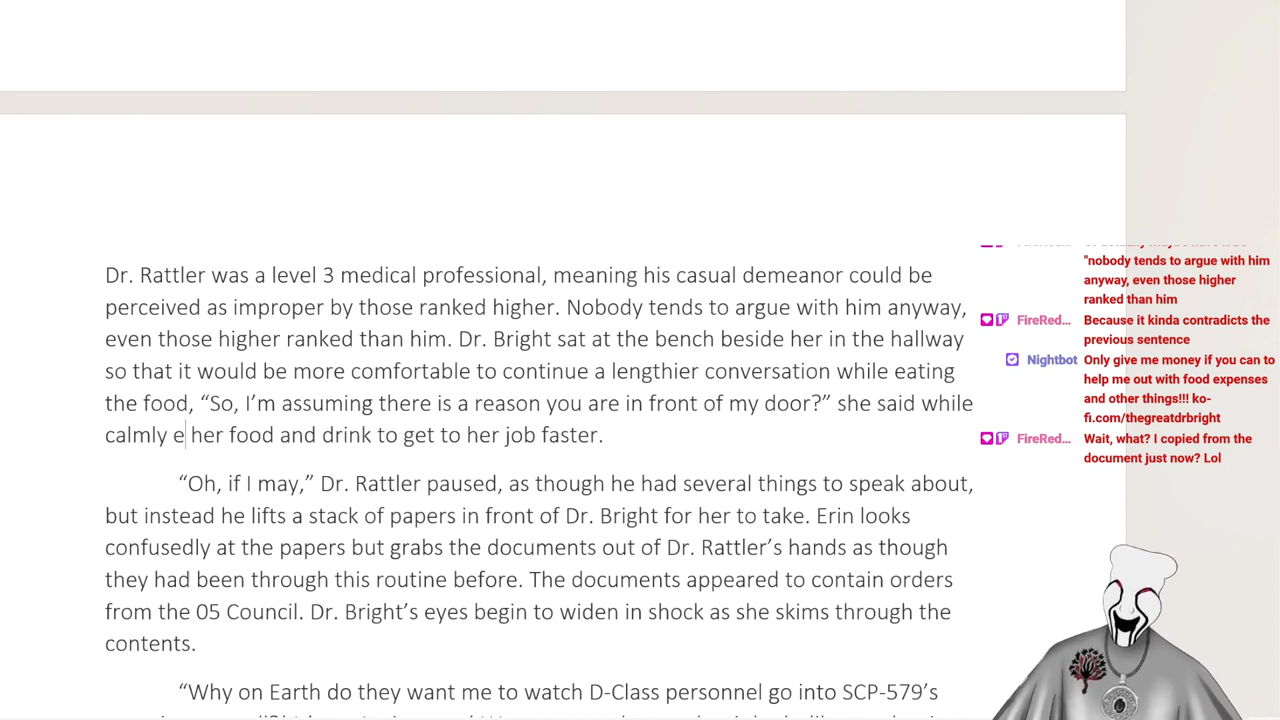 Dr. Rattler was a level 3 medical professional, meaning his casual demeanor could be
perceived as improper by those ranked higher. Nobody tends to argue with him anyway,
even those higher ranked than him. Dr. Bright sat at the bench beside her in the hallway
so that it would be more comfortable to continue a lengthier conversation while eating
the food, “So, I’m assuming there is a reason you are in front of my door?” she said while
calmly e her food and drink to get to her job faster.
“Oh, if I may,” Dr. Rattler paused, as though he had several things to speak about,
but instead he lifts a stack of papers in front of Dr. Bright for her to take. Erin looks
confusedly at the papers but grabs the documents out of Dr. Rattler’s hands as though
they had been through this routine before. The documents appeared to contain orders
from the 05 Council. Dr. Bright’s eyes begin to widen in shock as she skims through the
contents.
“Why on Earth do they want me to watch D-Class personnel go into SCP-579’s
"nobody tends to argue with him
anyway, even those higher
ranked than him
FireRed... Because it kinda contradicts the
previous sentence
Nightbot Only give me money if you can to
help me out with food expenses
and other things!!! ko-
fi.com/thegreatdrbright
FireRed... Wait, what? I copied from the
document just now? Lol